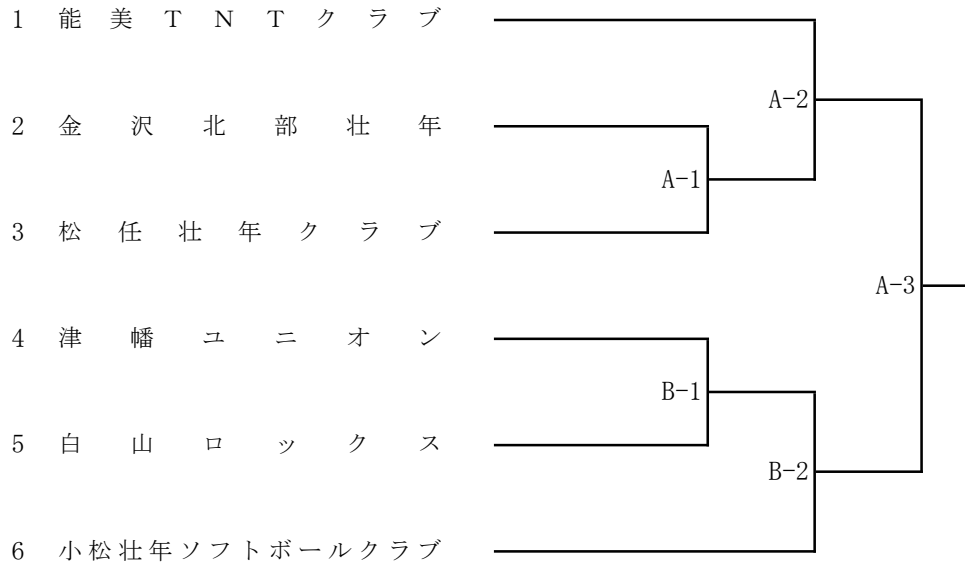 1 能美TNTクラブ
A-2
2 金沢北部壮年
A-1
3 松任壮年クラブ
A-3
4 津幡ユニオン
B-1
5 白山ロックス
B-2
6 小松壮年ソフトボールクラブ